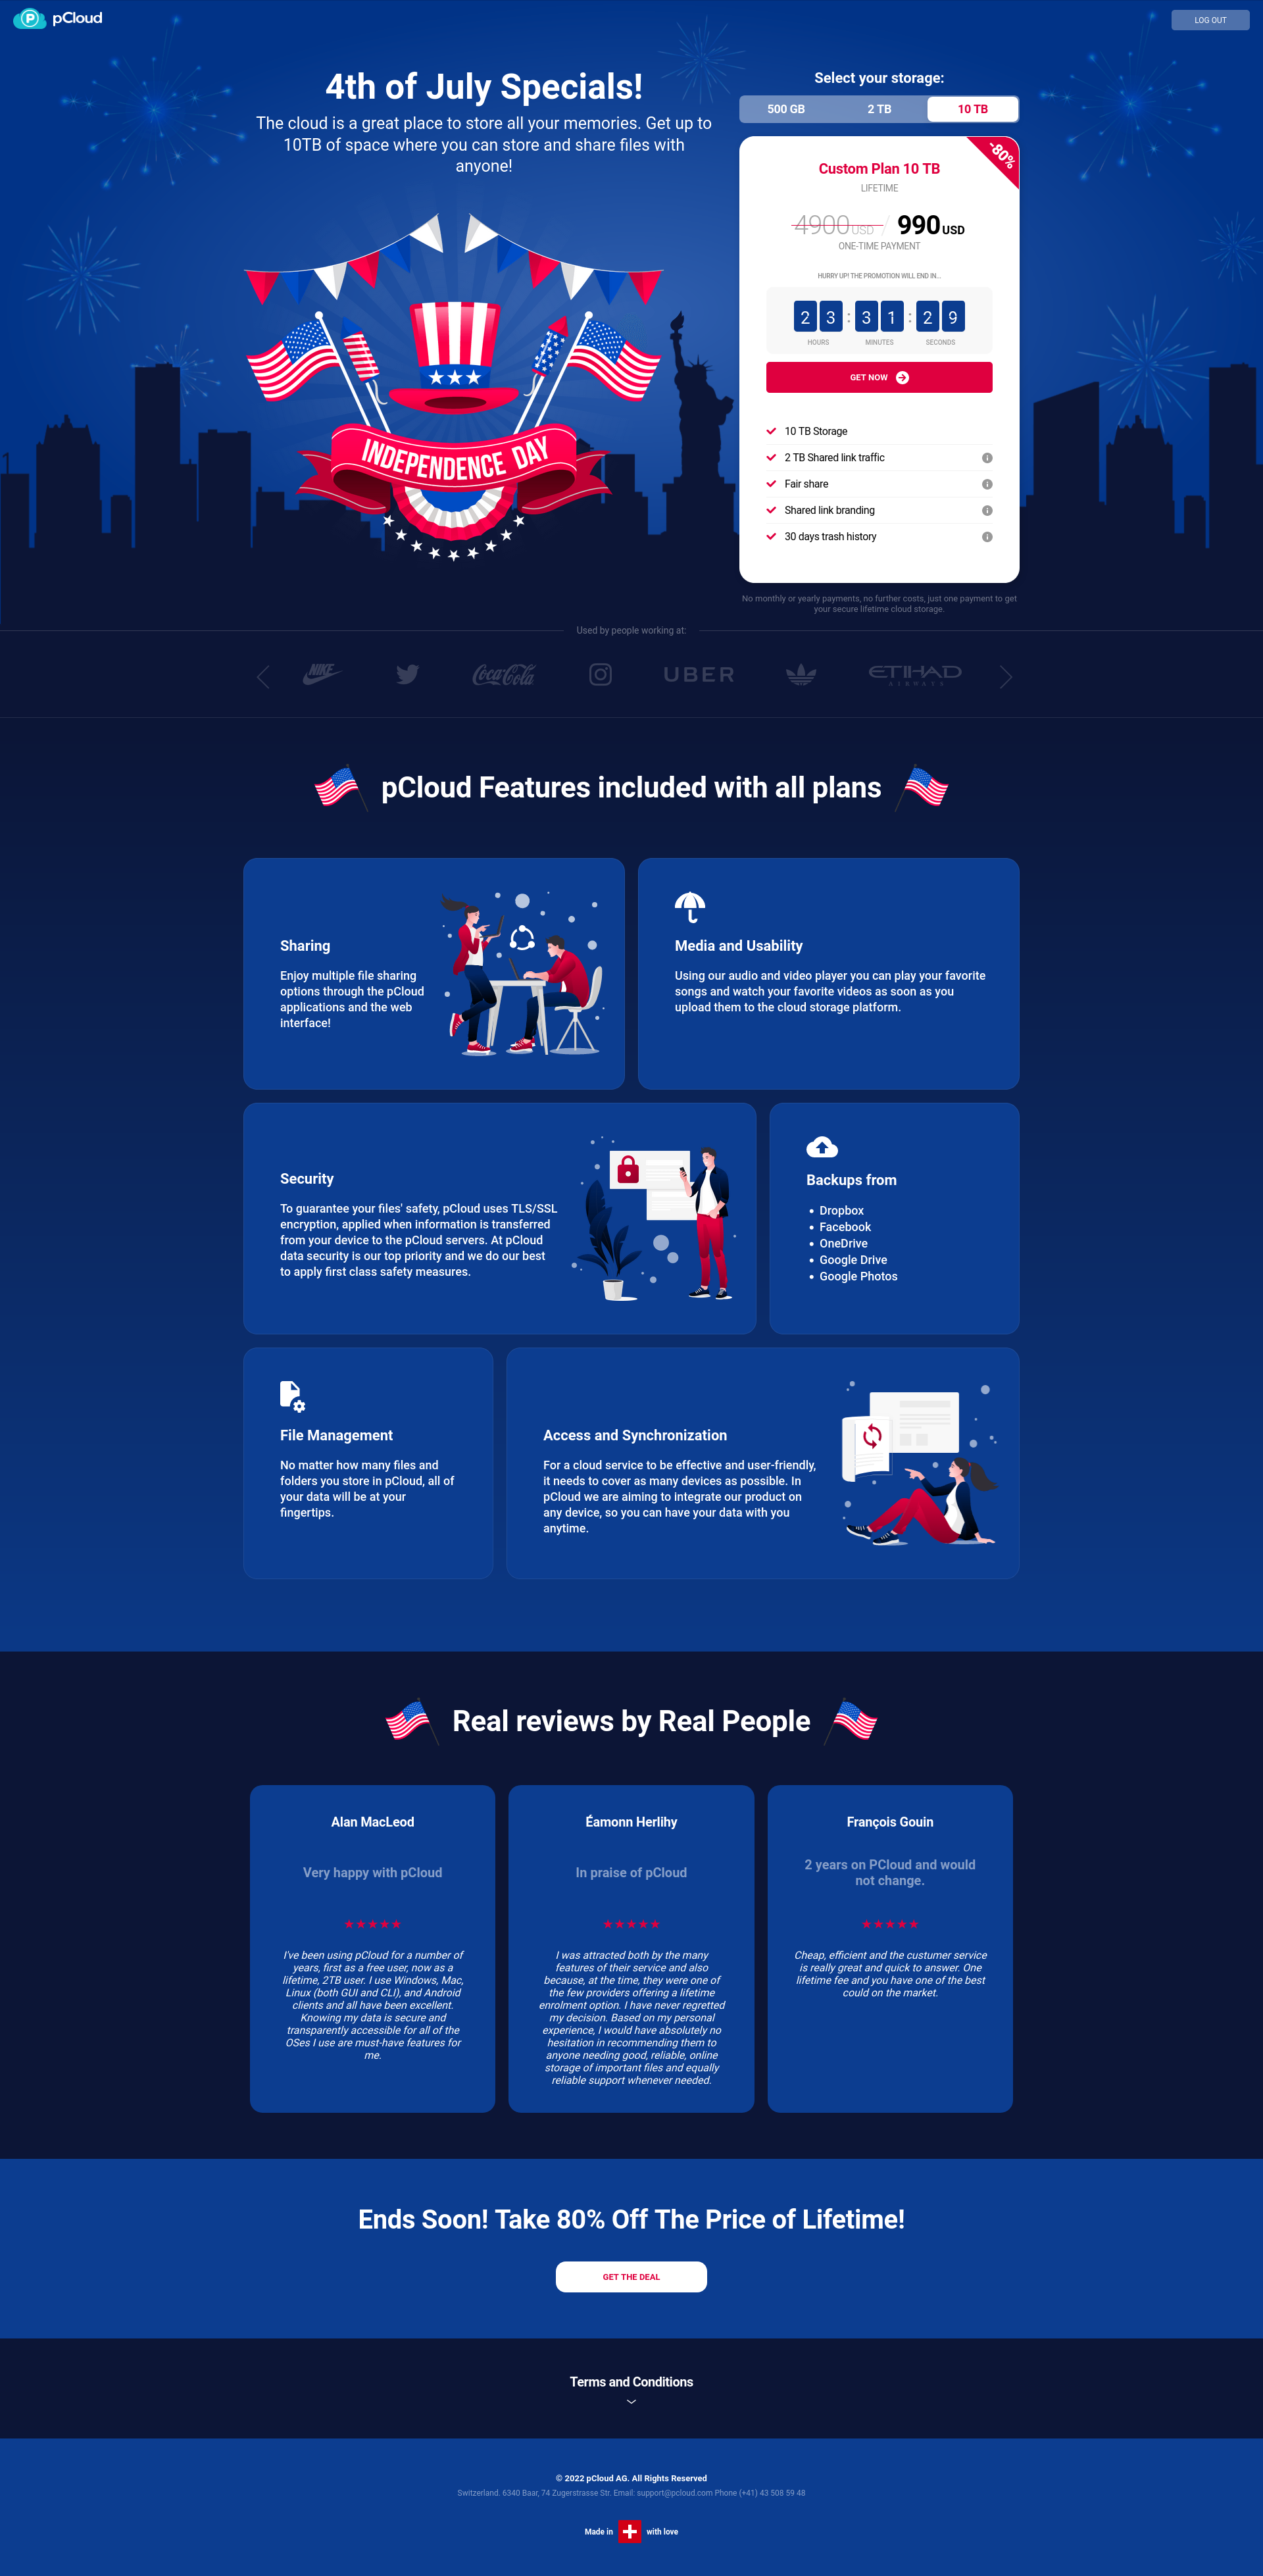 pCloud
LOG OUT
4th of July Specials!
The cloud is a great place to store all your memories. Get up to
10TB of space where you can store and share files with
anyone!
INDEPENDENCE DAY
Select your storage:
500 GB 2 TB 10 TB
-80%
Custom Plan 10 TB
LIFETIME
4900 USD / 990 USD
ONE-TIME PAYMENT
HURRY UP! THE PROMOTION WILL END IN...
23 : 31 : 29
HOURS MINUTES SECONDS
GET NOW
10 TB Storage
2 TB Shared link traffic
Fair share
Shared link branding
30 days trash history
No monthly or yearly payments, no further costs, just one payment to get
your secure lifetime cloud storage.
Used by people working at:
NIKE Coca-Cola UBER ETIHAD
AIRWAYS
pCloud Features included with all plans
Sharing
Enjoy multiple file sharing
options through the pCloud
applications and the web
interface!
Media and Usability
Using our audio and video player you can play your favorite
songs and watch your favorite videos as soon as you
upload them to the cloud storage platform.
Security
To guarantee your files' safety, pCloud uses TLS/SSL
encryption, applied when information is transferred
from your device to the pCloud servers. At pCloud
data security is our top priority and we do our best
to apply first class safety measures.
Backups from
• Dropbox
• Facebook
• OneDrive
• Google Drive
• Google Photos
File Management
No matter how many files and
folders you store in pCloud, all of
your data will be at your
fingertips.
Access and Synchronization
For a cloud service to be effective and user-friendly,
it needs to cover as many devices as possible. In
pCloud we are aiming to integrate our product on
any device, so you can have your data with you
anytime.
Real reviews by Real People
Alan MacLeod
Very happy with pCloud
★★★★★
I've been using pCloud for a number of
years, first as a free user, now as a
lifetime, 2TB user. I use Windows, Mac,
Linux (both GUI and CLI), and Android
clients and all have been excellent.
Knowing my data is secure and
transparently accessible for all of the
OSes I use are must-have features for
me.
Éamonn Herlihy
In praise of pCloud
★★★★★
I was attracted both by the many
features of their service and also
because, at the time, they were one of
the few providers offering a lifetime
enrolment option. I have never regretted
my decision. Based on my personal
experience, I would have absolutely no
hesitation in recommending them to
anyone needing good, reliable, online
storage of important files and equally
reliable support whenever needed.
François Gouin
2 years on PCloud and would
not change.
★★★★★
Cheap, efficient and the custumer service
is really great and quick to answer. One
lifetime fee and you have one of the best
could on the market.
Ends Soon! Take 80% Off The Price of Lifetime!
GET THE DEAL
Terms and Conditions
© 2022 pCloud AG. All Rights Reserved
Switzerland. 6340 Baar, 74 Zugerstrasse Str. Email: support@pcloud.com Phone (+41) 43 508 59 48
Made in with love